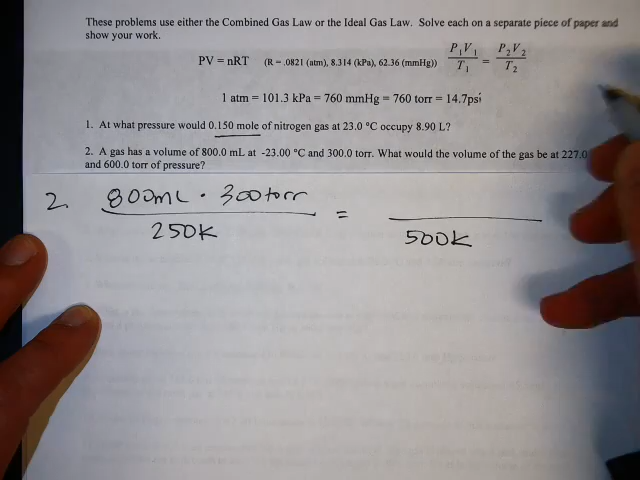 These problems use either the Combined Gas Law or the Ideal Gas Law. Solve each on a separate piece of paper and
show your work.
PV = nRT (R = .0821 (atm), 8.314 (kPa), 62.36 (mmHg)) P₁V₁/T₁ = P₂V₂/T₂
1 atm = 101.3 kPa = 760 mmHg = 760 torr = 14.7psi
1. At what pressure would 0.150 mole of nitrogen gas at 23.0 °C occupy 8.90 L?
2. A gas has a volume of 800.0 mL at -23.00 °C and 300.0 torr. What would the volume of the gas be at 227.0
and 600.0 torr of pressure?
2. 800mL · 300torr
=
250K 500K